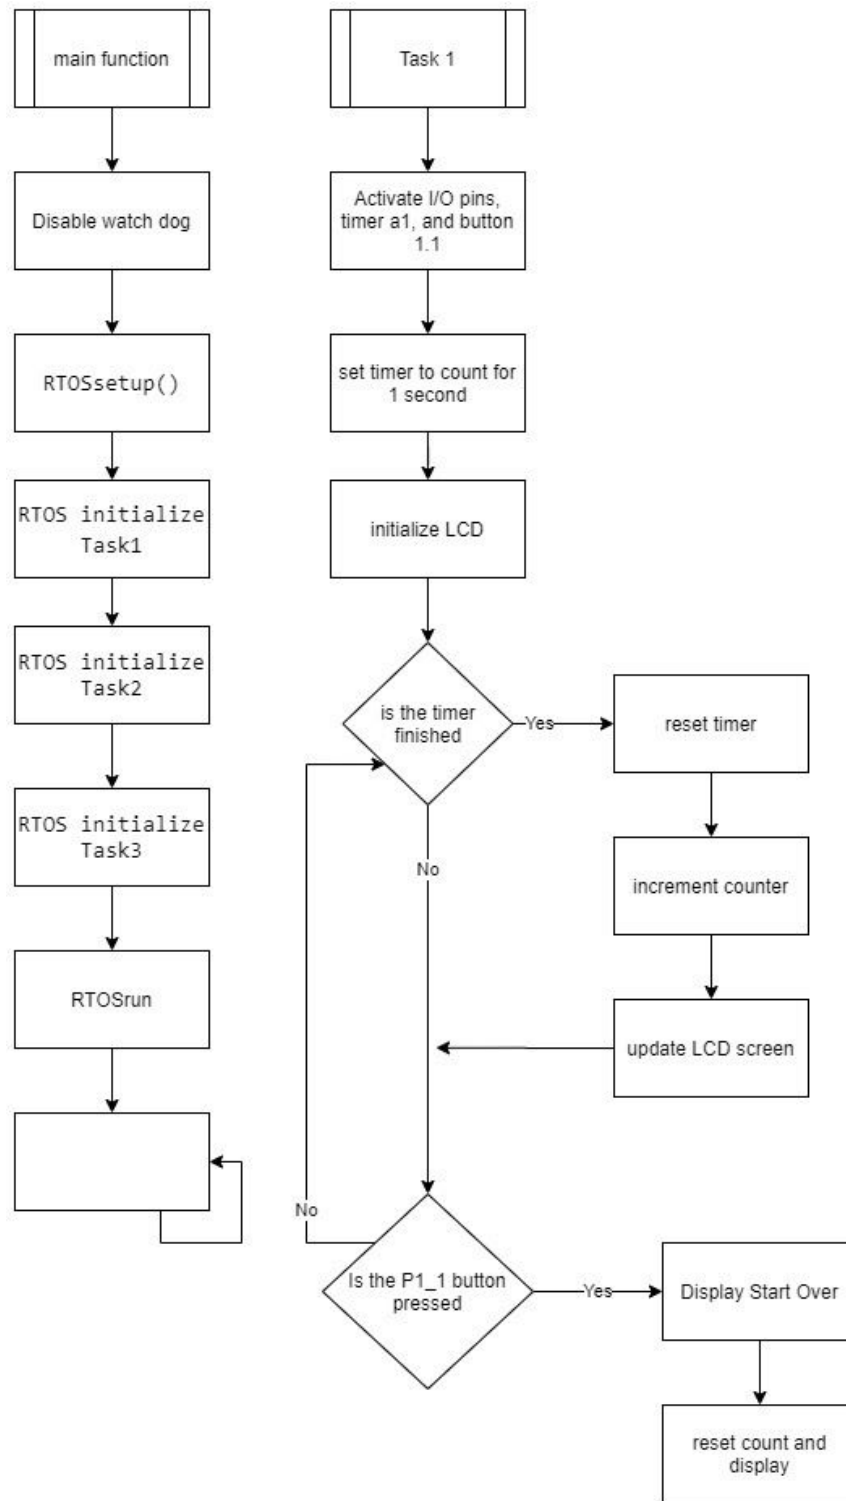 main function
Disable watch dog
RTOSsetup()
RTOS initialize
Task1
RTOS initialize
Task2
RTOS initialize
Task3
RTOSrun
Task 1
Activate I/O pins,
timer a1, and button
1.1
set timer to count for
1 second
initialize LCD
is the timer
finished
Yes
reset timer
increment counter
update LCD screen
No
Is the P1_1 button
pressed
No
Yes
Display Start Over
reset count and
display